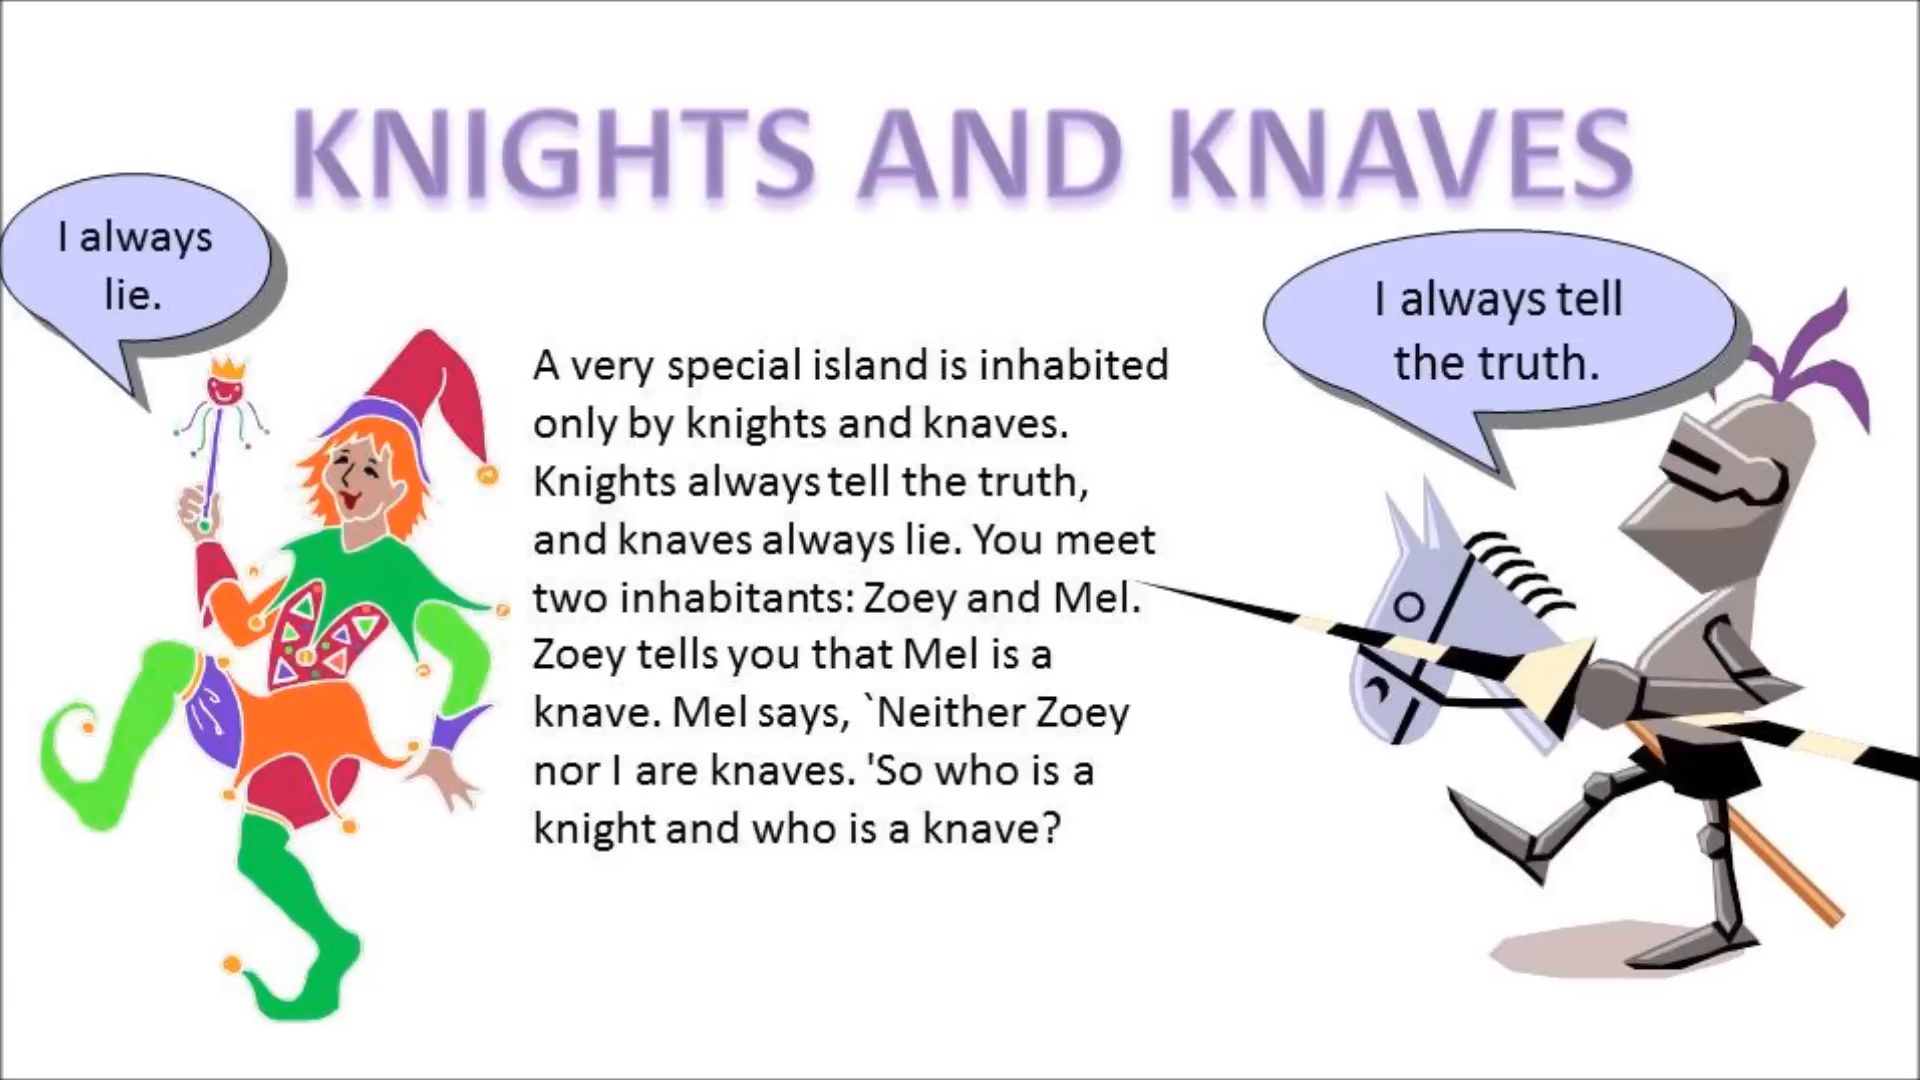 KNIGHTS AND KNAVES
I always
lie.
I always tell
the truth.
A very special island is inhabited
only by knights and knaves.
Knights always tell the truth,
and knaves always lie. You meet
two inhabitants: Zoey and Mel.
Zoey tells you that Mel is a
knave. Mel says, `Neither Zoey
nor I are knaves. 'So who is a
knight and who is a knave?